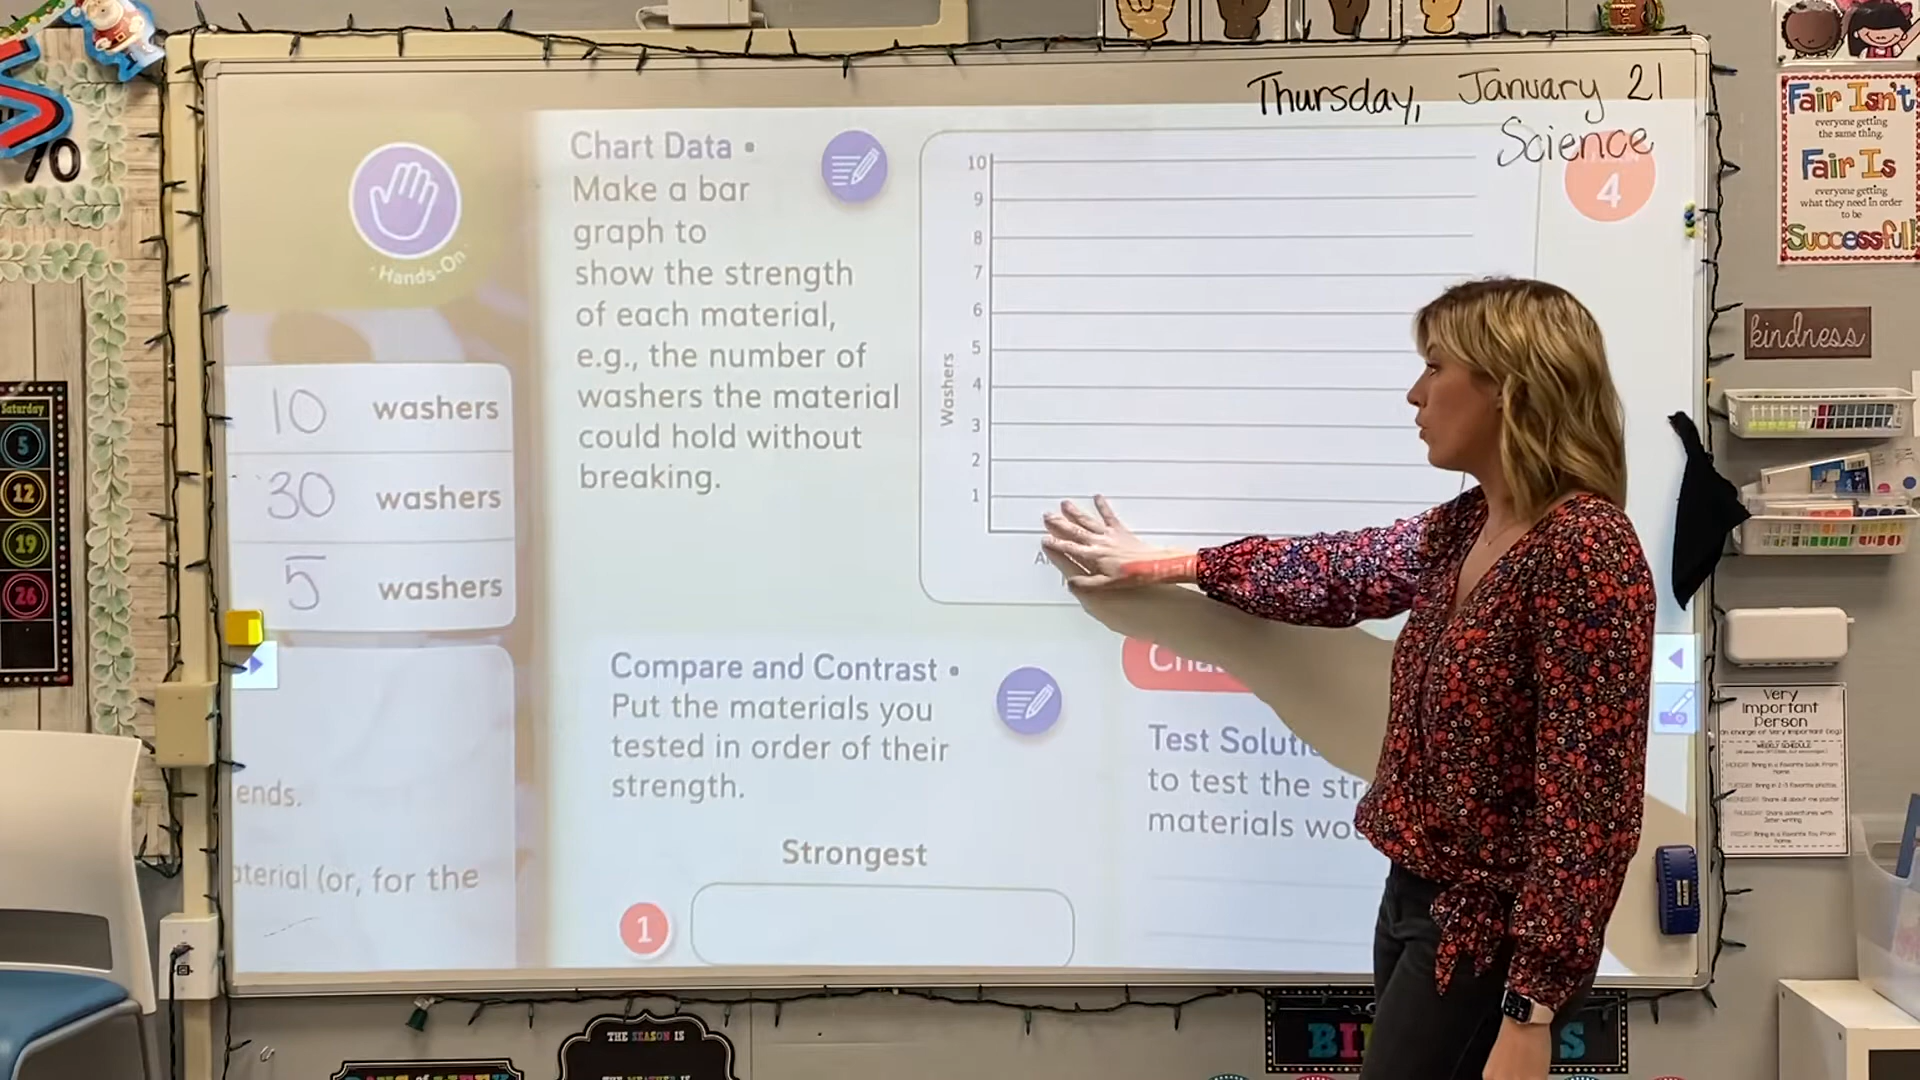 Thursday, January 21
Science
4
Hands-On
Chart Data •
Make a bar
graph to
show the strength
of each material,
e.g., the number of
washers the material
could hold without
breaking.
10 washers
30 washers
5 washers
Washers
10
9
8
7
6
5
4
3
2
1
Compare and Contrast •
Put the materials you
tested in order of their
strength.
Strongest
1
Test
to test the
materials
ends.
(or, for the
70
Saturday
5
12
19
26
Fair Isn't
everyone getting
the same thing.
Fair Is
everyone getting
what they need in order
to be
Successful!
kindness
Very
Important
Person
WEEKLY SCHEDULE
THE SEASON IS